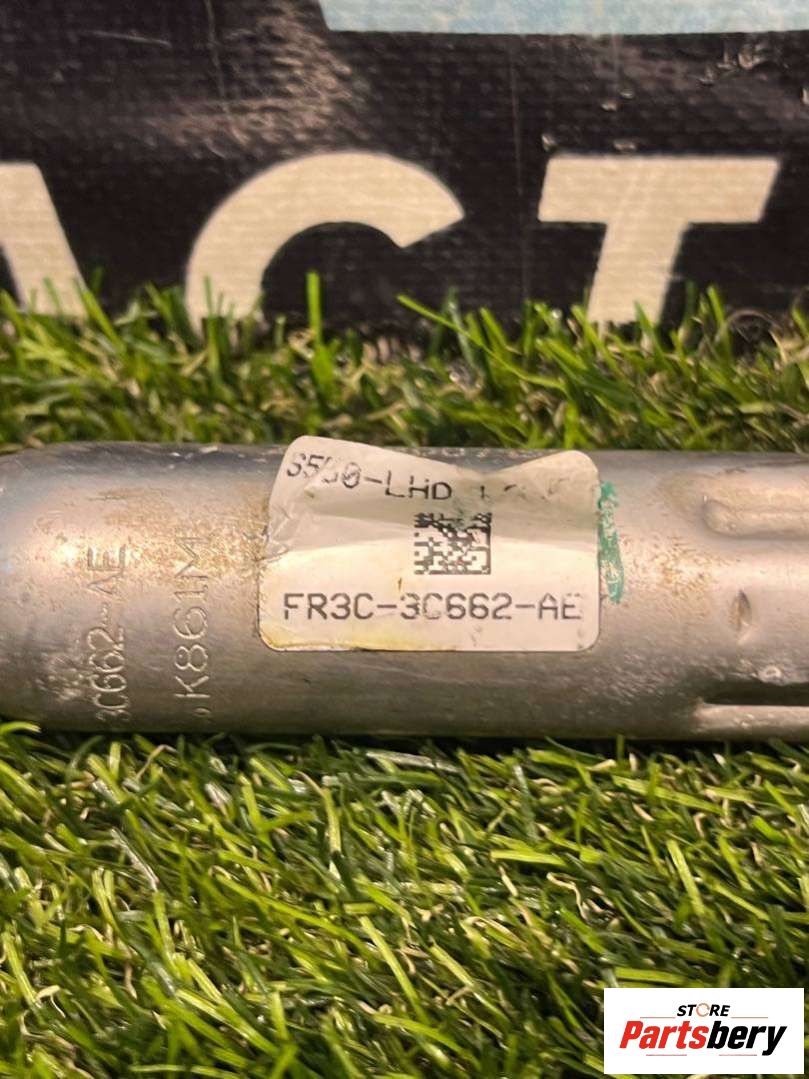 ACT
S550-LHD
FR3C-3C662-AE
3C662-AE
K861M
STORE
Partsbery